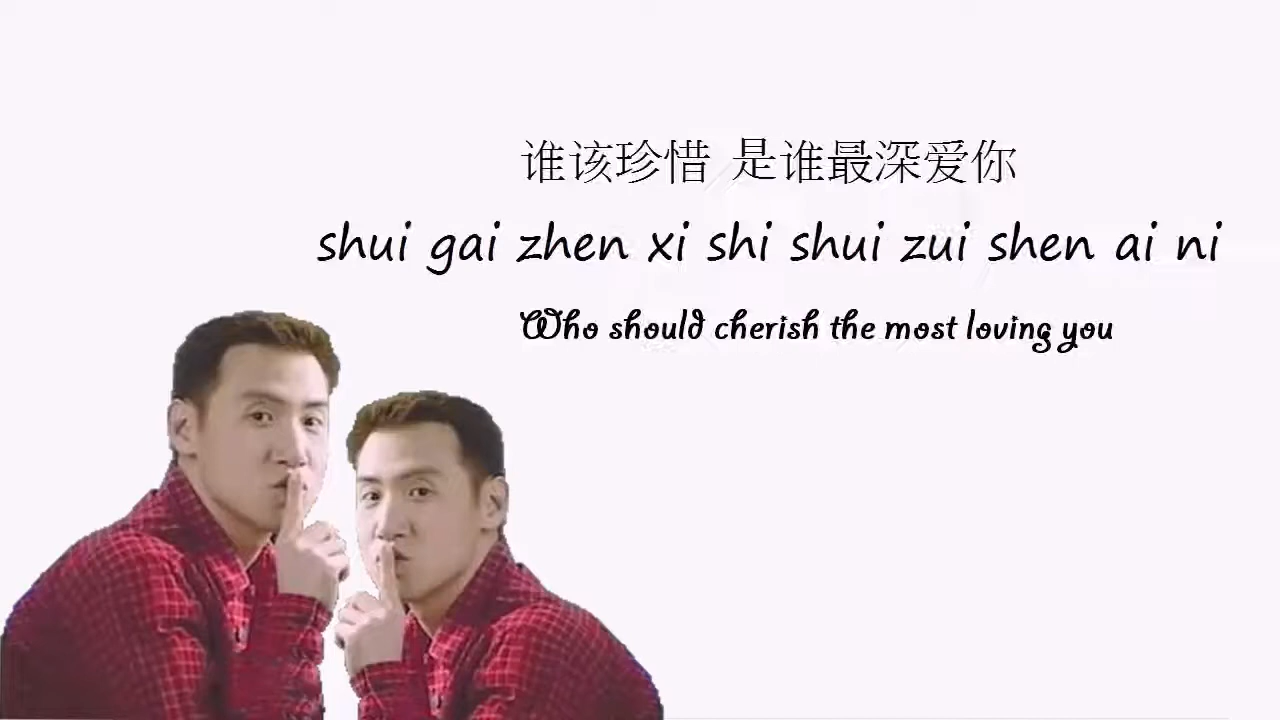 谁该珍惜 是谁最深爱你
shui gai zhen xi shi shui zui shen ai ni
Who should cherish the most loving you